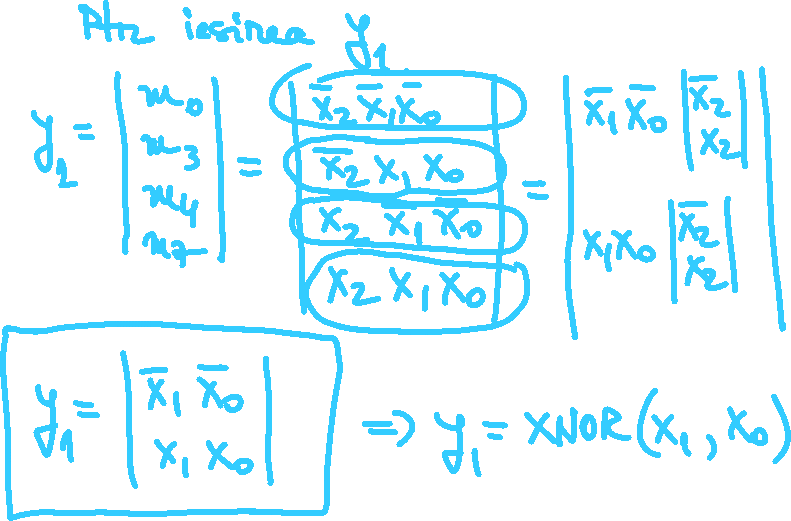 Ptr iesirea y₁
y₁ = | m₀ m₃ m₄ m₇ | = | x̅₂ x̅₁ x̅₀ | = | x̅₁ x̅₀ | x̅₂ x₂ | |
x̅₂ x₁ x₀
x₂ x̅₁ x̅₀
x₁ x₀ | x̅₂ x₂ |
x₂ x₁ x₀
y₁ = | x̅₁ x̅₀ | ⇒ y₁ = XNOR(x₁, x₀)
x₁ x₀